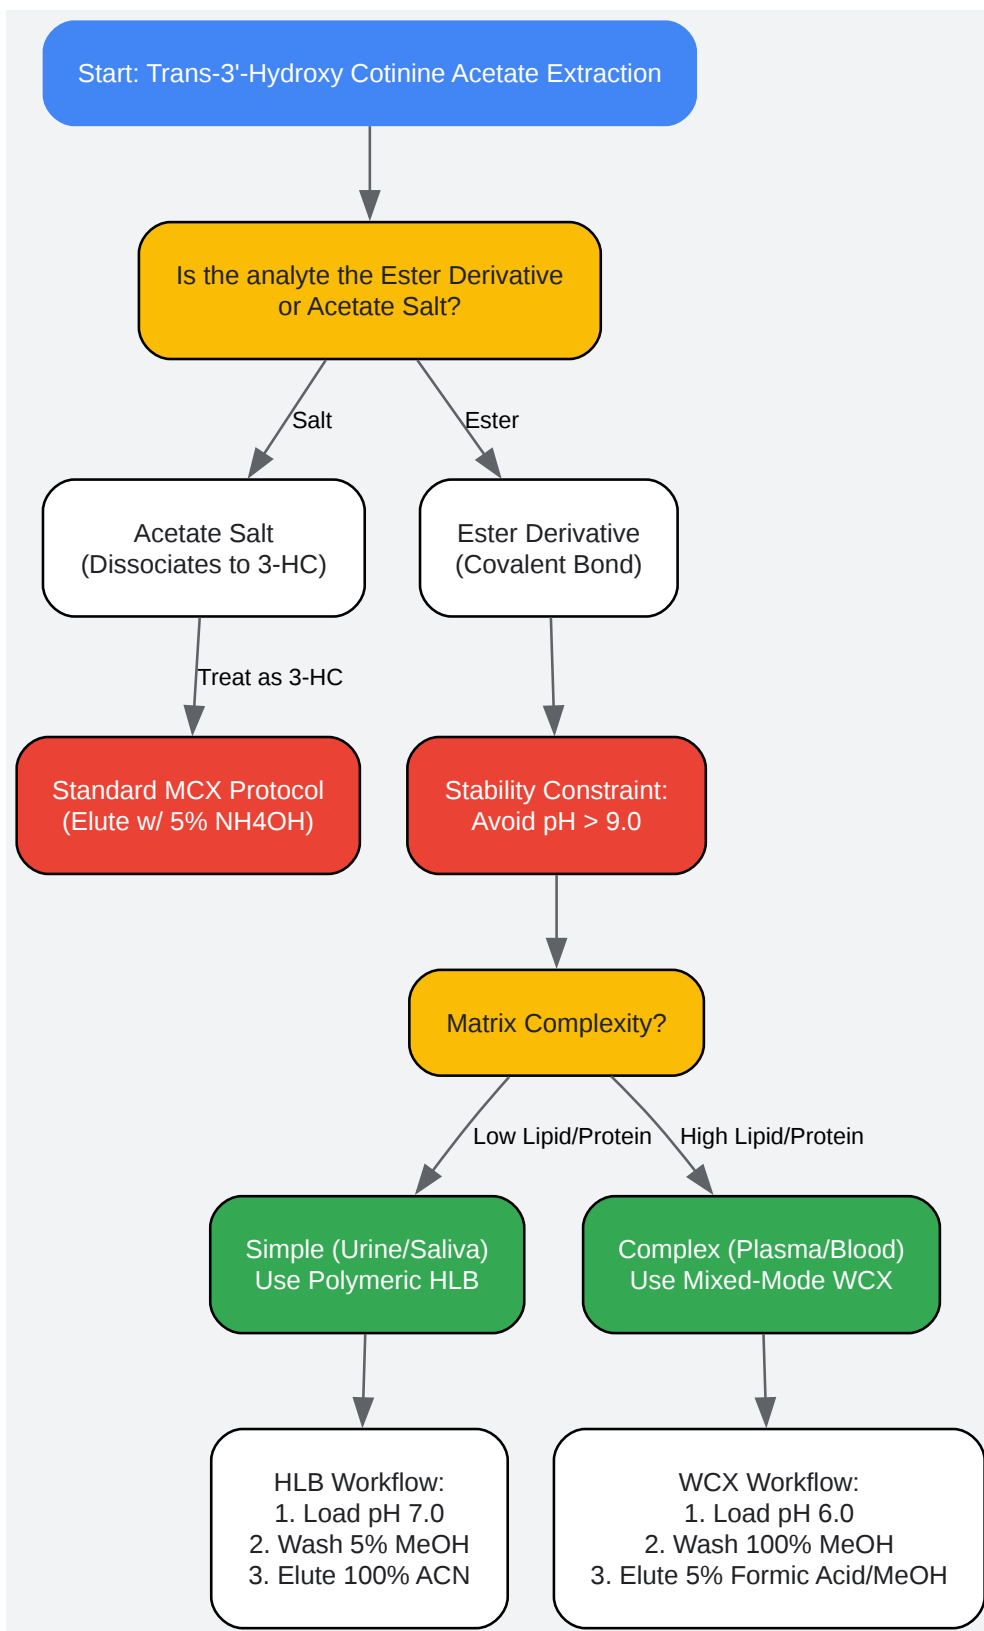 Start: Trans-3'-Hydroxy Cotinine Acetate Extraction
Is the analyte the Ester Derivative
or Acetate Salt?
Salt
Ester
Acetate Salt
(Dissociates to 3-HC)
Ester Derivative
(Covalent Bond)
Treat as 3-HC
Standard MCX Protocol
(Elute w/ 5% NH4OH)
Stability Constraint:
Avoid pH > 9.0
Matrix Complexity?
Low Lipid/Protein
High Lipid/Protein
Simple (Urine/Saliva)
Use Polymeric HLB
Complex (Plasma/Blood)
Use Mixed-Mode WCX
HLB Workflow:
1. Load pH 7.0
2. Wash 5% MeOH
3. Elute 100% ACN
WCX Workflow:
1. Load pH 6.0
2. Wash 100% MeOH
3. Elute 5% Formic Acid/MeOH